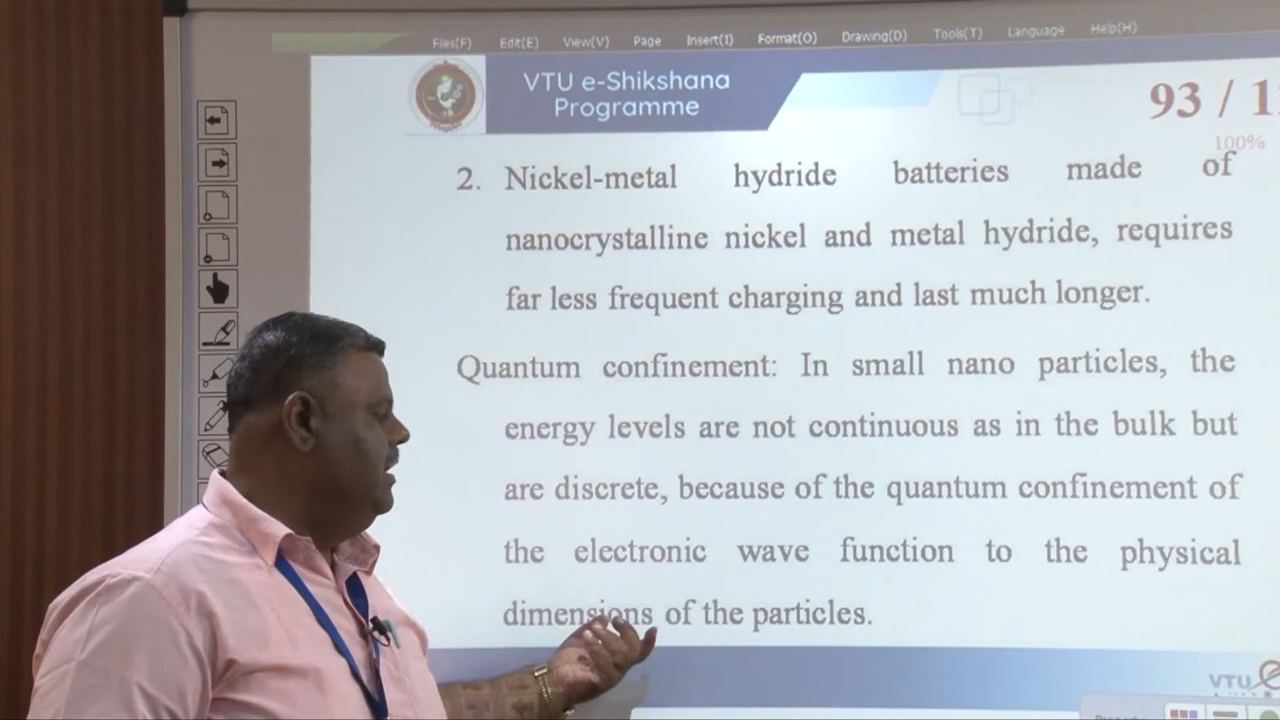 Files(F) Edit(E) View(V) Page Insert(I) Format(O) Drawing(D) Tools(T) Language Help(H)
VTU e-Shikshana
Programme
93 /
100%
2. Nickel-metal hydride batteries made of
nanocrystalline nickel and metal hydride, requires
far less frequent charging and last much longer.
Quantum confinement: In small nano particles, the
energy levels are not continuous as in the bulk but
are discrete, because of the quantum confinement of
the electronic wave function to the physical
dimensions of the particles.
VTU